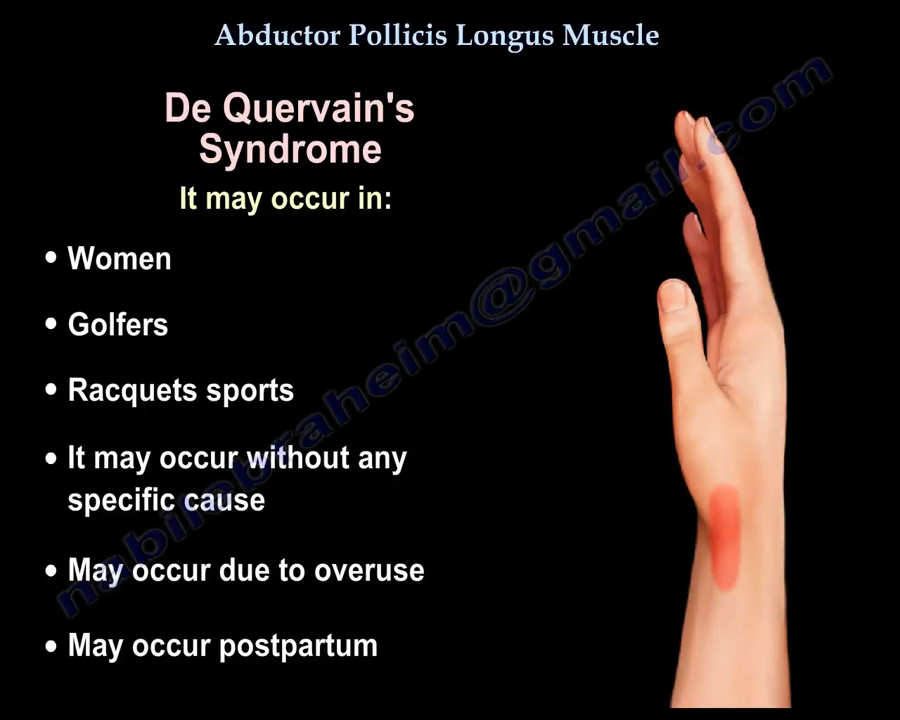 Abductor Pollicis Longus Muscle
De Quervain's
Syndrome
It may occur in:
• Women
• Golfers
• Racquets sports
• It may occur without any
specific cause
• May occur due to overuse
• May occur postpartum
nabilebraheim@gmail.com